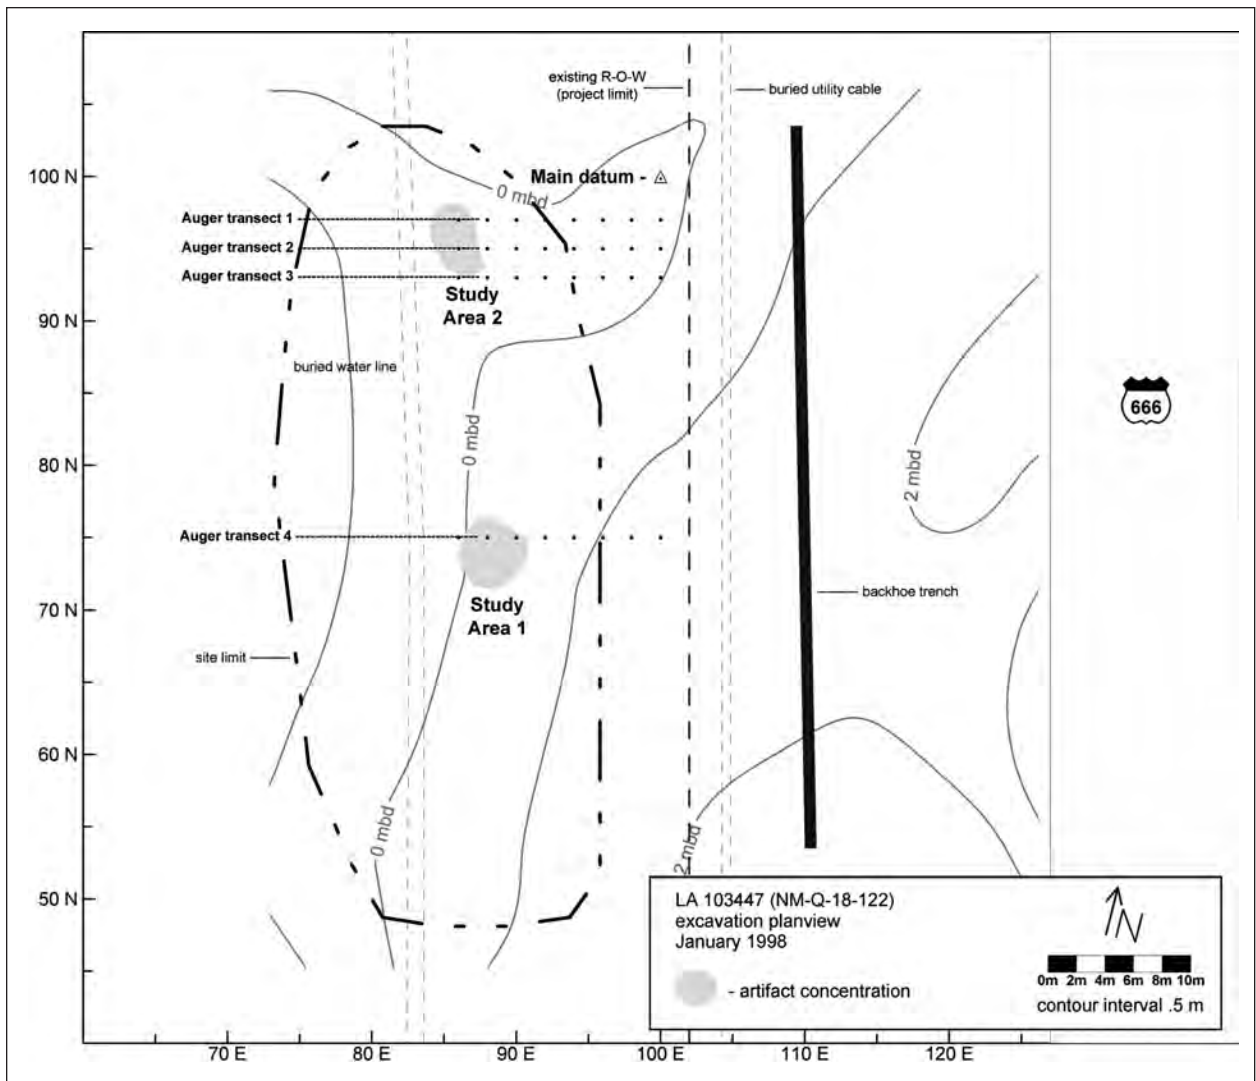 existing R-O-W
(project limit)
buried utility cable
100 N
Main datum -
0 mbd
Auger transect 1
Auger transect 2
Auger transect 3
Study
Area 2
90 N
buried water line
666
0 mbd
80 N
2 mbd
Auger transect 4
backhoe trench
70 N
Study
Area 1
site limit
60 N
0 mbd
2 mbd
50 N
LA 103447 (NM-Q-18-122)
excavation planview
January 1998
N
- artifact concentration
0m 2m 4m 6m 8m 10m
contour interval .5 m
70 E 80 E 90 E 100 E 110 E 120 E